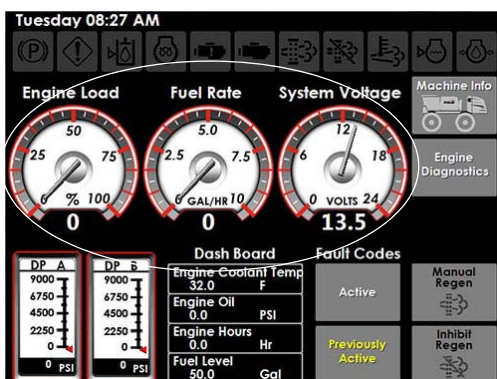 Tuesday 08:27 AM
Engine Load
Fuel Rate
System Voltage
Machine Info
25 50 75
0 % 100
0
2.5 5.0 7.5
0 GAL/HR 10
0
6 12 18
0 VOLTS 24
13.5
Engine
Diagnostics
DP A
9000
6750
4500
2250
0
0 PSI
DP B
9000
6750
4500
2250
0
0 PSI
Dash Board
Engine Coolant Temp
32.0 F
Engine Oil
0.0 PSI
Engine Hours
0.0 Hr
Fuel Level
50.0 Gal
Fault Codes
Active
Previously
Active
Manual
Regen
Inhibit
Regen